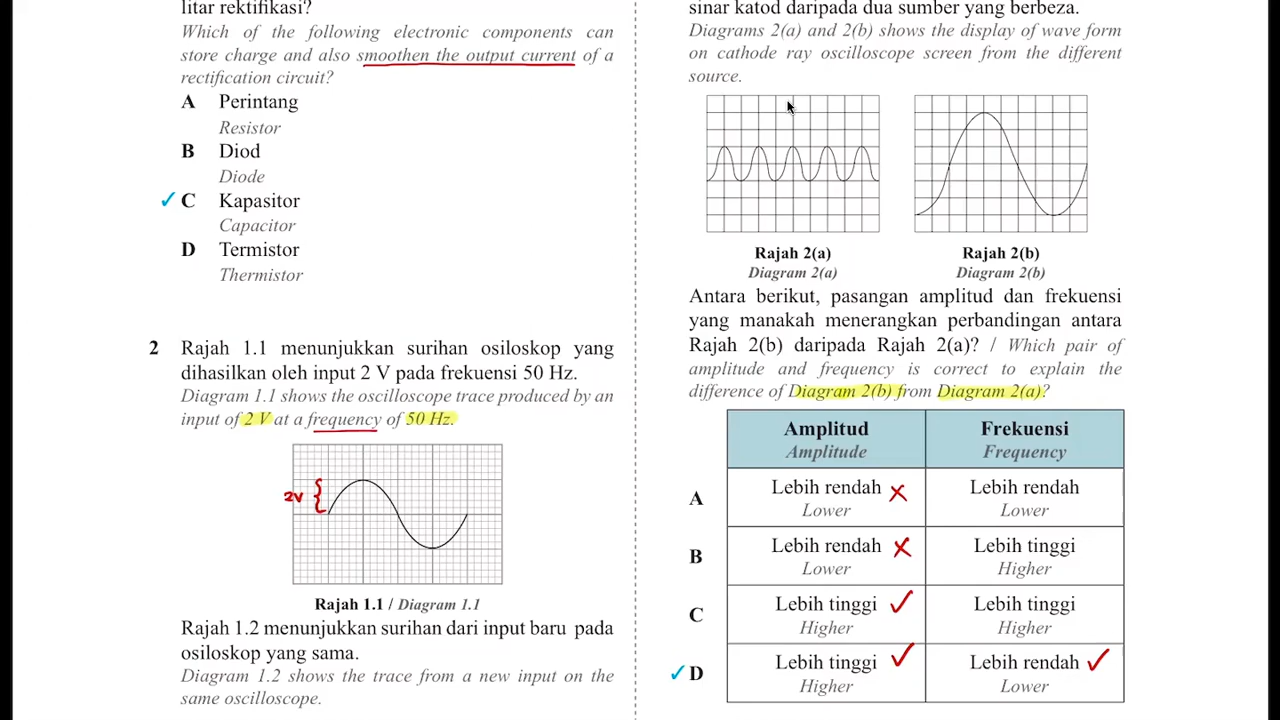 litar rektifikasi?
Which of the following electronic components can
store charge and also smoothen the output current of a
rectification circuit?
A Perintang
Resistor
B Diod
Diode
✓ C Kapasitor
Capacitor
D Termistor
Thermistor
2 Rajah 1.1 menunjukkan surihan osiloskop yang
dihasilkan oleh input 2 V pada frekuensi 50 Hz.
Diagram 1.1 shows the oscilloscope trace produced by an
input of 2 V at a frequency of 50 Hz.
2V
Rajah 1.1 / Diagram 1.1
Rajah 1.2 menunjukkan surihan dari input baru pada
osiloskop yang sama.
Diagram 1.2 shows the trace from a new input on the
same oscilloscope.
sinar katod daripada dua sumber yang berbeza.
Diagrams 2(a) and 2(b) shows the display of wave form
on cathode ray oscilloscope screen from the different
source.
Rajah 2(a) Rajah 2(b)
Diagram 2(a) Diagram 2(b)
Antara berikut, pasangan amplitud dan frekuensi
yang manakah menerangkan perbandingan antara
Rajah 2(b) daripada Rajah 2(a)? / Which pair of
amplitude and frequency is correct to explain the
difference of Diagram 2(b) from Diagram 2(a)?
Amplitud Frekuensi
Amplitude Frequency
A Lebih rendah ✗ Lebih rendah
Lower Lower
B Lebih rendah ✗ Lebih tinggi
Lower Higher
C Lebih tinggi ✓ Lebih tinggi
Higher Higher
✓ D Lebih tinggi ✓ Lebih rendah ✓
Higher Lower